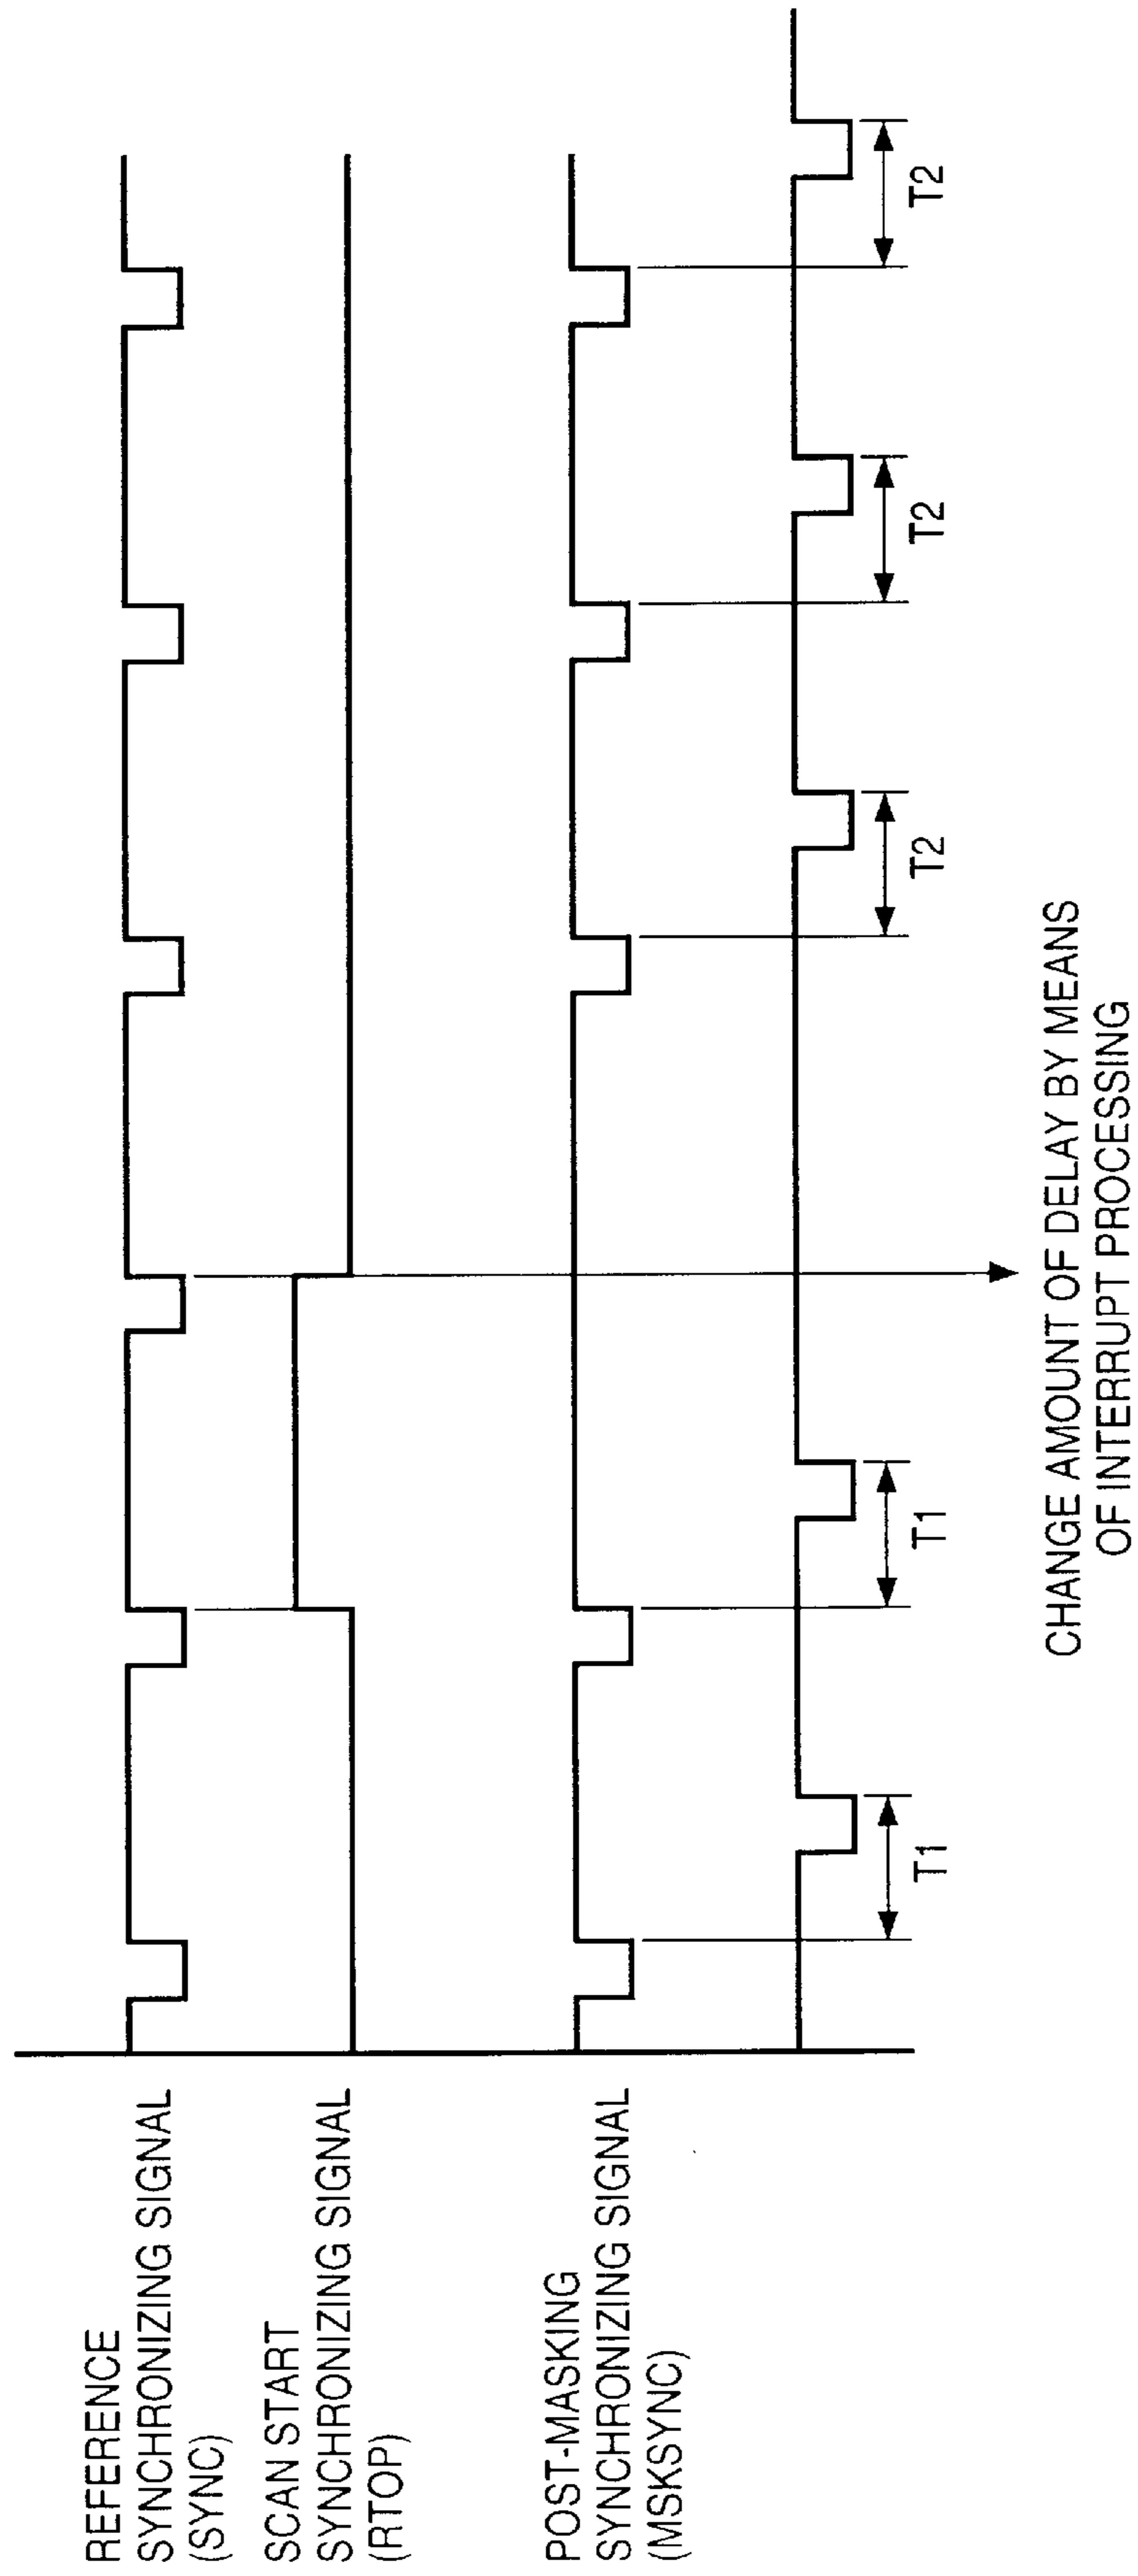 REFERENCE
SYNCHRONIZING SIGNAL
(SYNC)
SCAN START
SYNCHRONIZING SIGNAL
(RTOP)
POST-MASKING
SYNCHRONIZING SIGNAL
(MSKSYNC)
T1
T1
T2
T2
T2
CHANGE AMOUNT OF DELAY BY MEANS
OF INTERRUPT PROCESSING